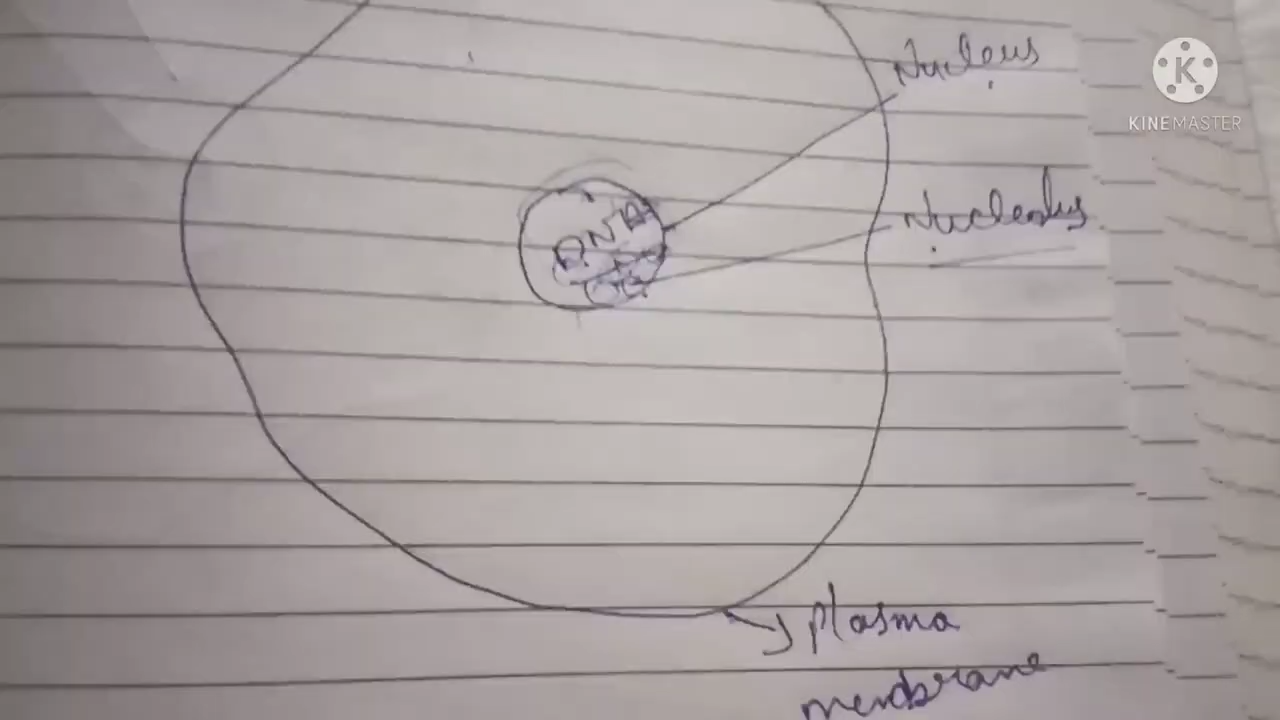 Nucleus
K
KINEMASTER
Nucleolus
DNA
plasma
membrane